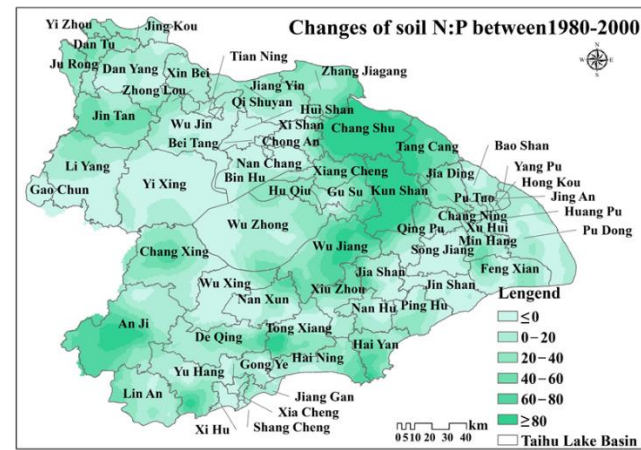 Changes of soil N:P between1980-2000
N
Yi Zhou
Jing Kou
Dan Tu
Ju Rong
Dan Yang
Xin Bei
Tian Ning
Zhong Lou
Jiang Yin
Zhang Jiagang
Qi Shuyan
Jin Tan
Wu Jin
Hui Shan
Xi Shan
Chang Shu
Bei Tang
Chong An
Tang Cang
Bao Shan
Li Yang
Nan Chang
Xiang Cheng
Jia Ding
Yang Pu
Gao Chun
Yi Xing
Bin Hu
Hu Qiu
Gu Su
Kun Shan
Pu Tuo
Hong Kou
Jing An
Wu Zhong
Chang Ning
Huang Pu
Qing Pu
Xu Hui
Pu Dong
Chang Xing
Wu Jiang
Song Jiang
Min Hang
Wu Xing
Jia Shan
Feng Xian
Nan Xun
Xiu Zhou
Jin Shan
Nan Hu
Ping Hu
An Ji
De Qing
Tong Xiang
Hai Yan
Yu Hang
Gong Ye
Hai Ning
Lin An
Jiang Gan
Xia Cheng
Xi Hu
Shang Cheng
Lengend
≤0
0-20
20-40
40-60
60-80
≥80
Taihu Lake Basin
km
0 5 10 20 30 40